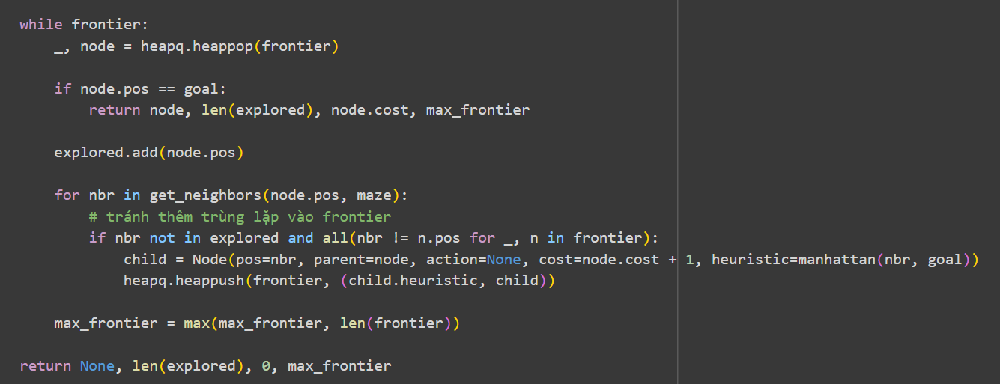 while frontier:
    _, node = heapq.heappop(frontier)
    if node.pos == goal:
        return node, len(explored), node.cost, max_frontier
    explored.add(node.pos)
    for nbr in get_neighbors(node.pos, maze):
        # tránh thêm trùng lặp vào frontier
        if nbr not in explored and all(nbr != n.pos for _, n in frontier):
            child = Node(pos=nbr, parent=node, action=None, cost=node.cost + 1, heuristic=manhattan(nbr, goal))
            heapq.heappush(frontier, (child.heuristic, child))
    max_frontier = max(max_frontier, len(frontier))
return None, len(explored), 0, max_frontier